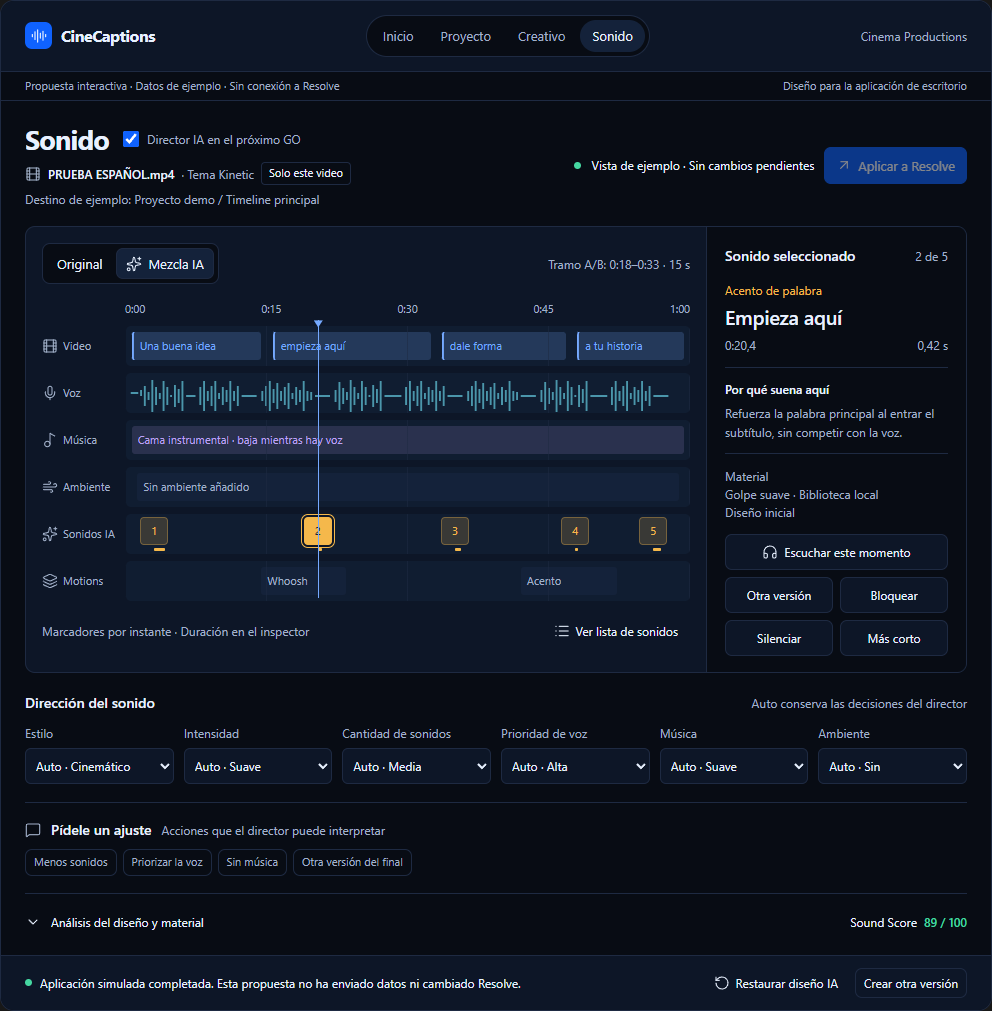 CineCaptions
Inicio Proyecto Creativo Sonido
Cinema Productions
Propuesta interactiva · Datos de ejemplo · Sin conexión a Resolve
Diseño para la aplicación de escritorio
Sonido
Director IA en el próximo GO
PRUEBA ESPAÑOL.mp4 · Tema Kinetic Solo este video
Destino de ejemplo: Proyecto demo / Timeline principal
Vista de ejemplo · Sin cambios pendientes
Aplicar a Resolve
Original Mezcla IA
Tramo A/B: 0:18–0:33 · 15 s
0:00 0:15 0:30 0:45 1:00
Video Una buena idea empieza aquí dale forma a tu historia
Voz
Música Cama instrumental · baja mientras hay voz
Ambiente Sin ambiente añadido
Sonidos IA 1 2 3 4 5
Motions Whoosh Acento
Marcadores por instante · Duración en el inspector
Ver lista de sonidos
Sonido seleccionado 2 de 5
Acento de palabra
Empieza aquí
0:20,4 0,42 s
Por qué suena aquí
Refuerza la palabra principal al entrar el
subtítulo, sin competir con la voz.
Material
Golpe suave · Biblioteca local
Diseño inicial
Escuchar este momento
Otra versión Bloquear
Silenciar Más corto
Dirección del sonido
Auto conserva las decisiones del director
Estilo Intensidad Cantidad de sonidos Prioridad de voz Música Ambiente
Auto · Cinemático Auto · Suave Auto · Media Auto · Alta Auto · Suave Auto · Sin
Pídele un ajuste Acciones que el director puede interpretar
Menos sonidos Priorizar la voz Sin música Otra versión del final
Análisis del diseño y material
Sound Score 89 / 100
Aplicación simulada completada. Esta propuesta no ha enviado datos ni cambiado Resolve.
Restaurar diseño IA Crear otra versión